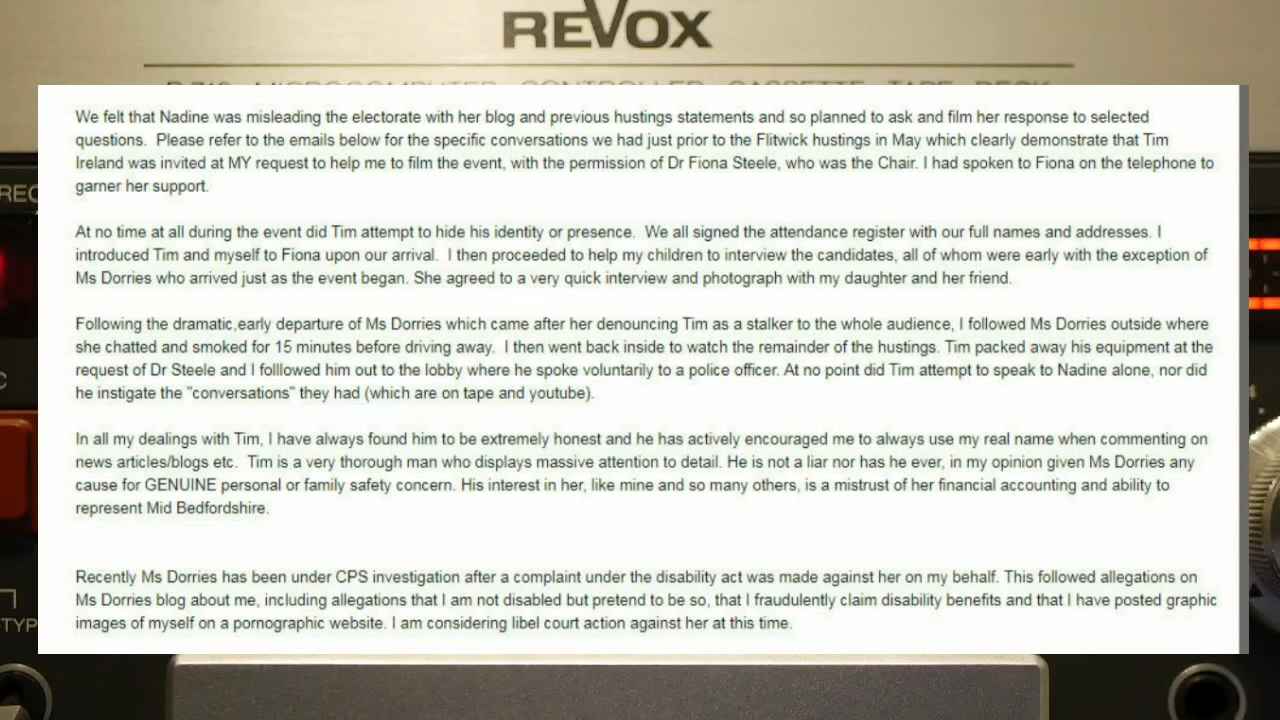 REVOX
B 710 MICROCOMPUTER CONTROLLER CASSETTE TAPE DECK
We felt that Nadine was misleading the electorate with her blog and previous hustings statements and so planned to ask and film her response to selected
questions. Please refer to the emails below for the specific conversations we had just prior to the Flitwick hustings in May which clearly demonstrate that Tim
Ireland was invited at MY request to help me to film the event, with the permission of Dr Fiona Steele, who was the Chair. I had spoken to Fiona on the telephone to
garner her support.
At no time at all during the event did Tim attempt to hide his identity or presence. We all signed the attendance register with our full names and addresses. I
introduced Tim and myself to Fiona upon our arrival. I then proceeded to help my children to interview the candidates, all of whom were early with the exception of
Ms Dorries who arrived just as the event began. She agreed to a very quick interview and photograph with my daughter and her friend.
Following the dramatic,early departure of Ms Dorries which came after her denouncing Tim as a stalker to the whole audience, I followed Ms Dorries outside where
she chatted and smoked for 15 minutes before driving away. I then went back inside to watch the remainder of the hustings. Tim packed away his equipment at the
request of Dr Steele and I folllowed him out to the lobby where he spoke voluntarily to a police officer. At no point did Tim attempt to speak to Nadine alone, nor did
he instigate the "conversations" they had (which are on tape and youtube).
In all my dealings with Tim, I have always found him to be extremely honest and he has actively encouraged me to always use my real name when commenting on
news articles/blogs etc. Tim is a very thorough man who displays massive attention to detail. He is not a liar nor has he ever, in my opinion given Ms Dorries any
cause for GENUINE personal or family safety concern. His interest in her, like mine and so many others, is a mistrust of her financial accounting and ability to
represent Mid Bedfordshire.
Recently Ms Dorries has been under CPS investigation after a complaint under the disability act was made against her on my behalf. This followed allegations on
Ms Dorries blog about me, including allegations that I am not disabled but pretend to be so, that I fraudulently claim disability benefits and that I have posted graphic
images of myself on a pornographic website. I am considering libel court action against her at this time.
REC
C
TYP
4